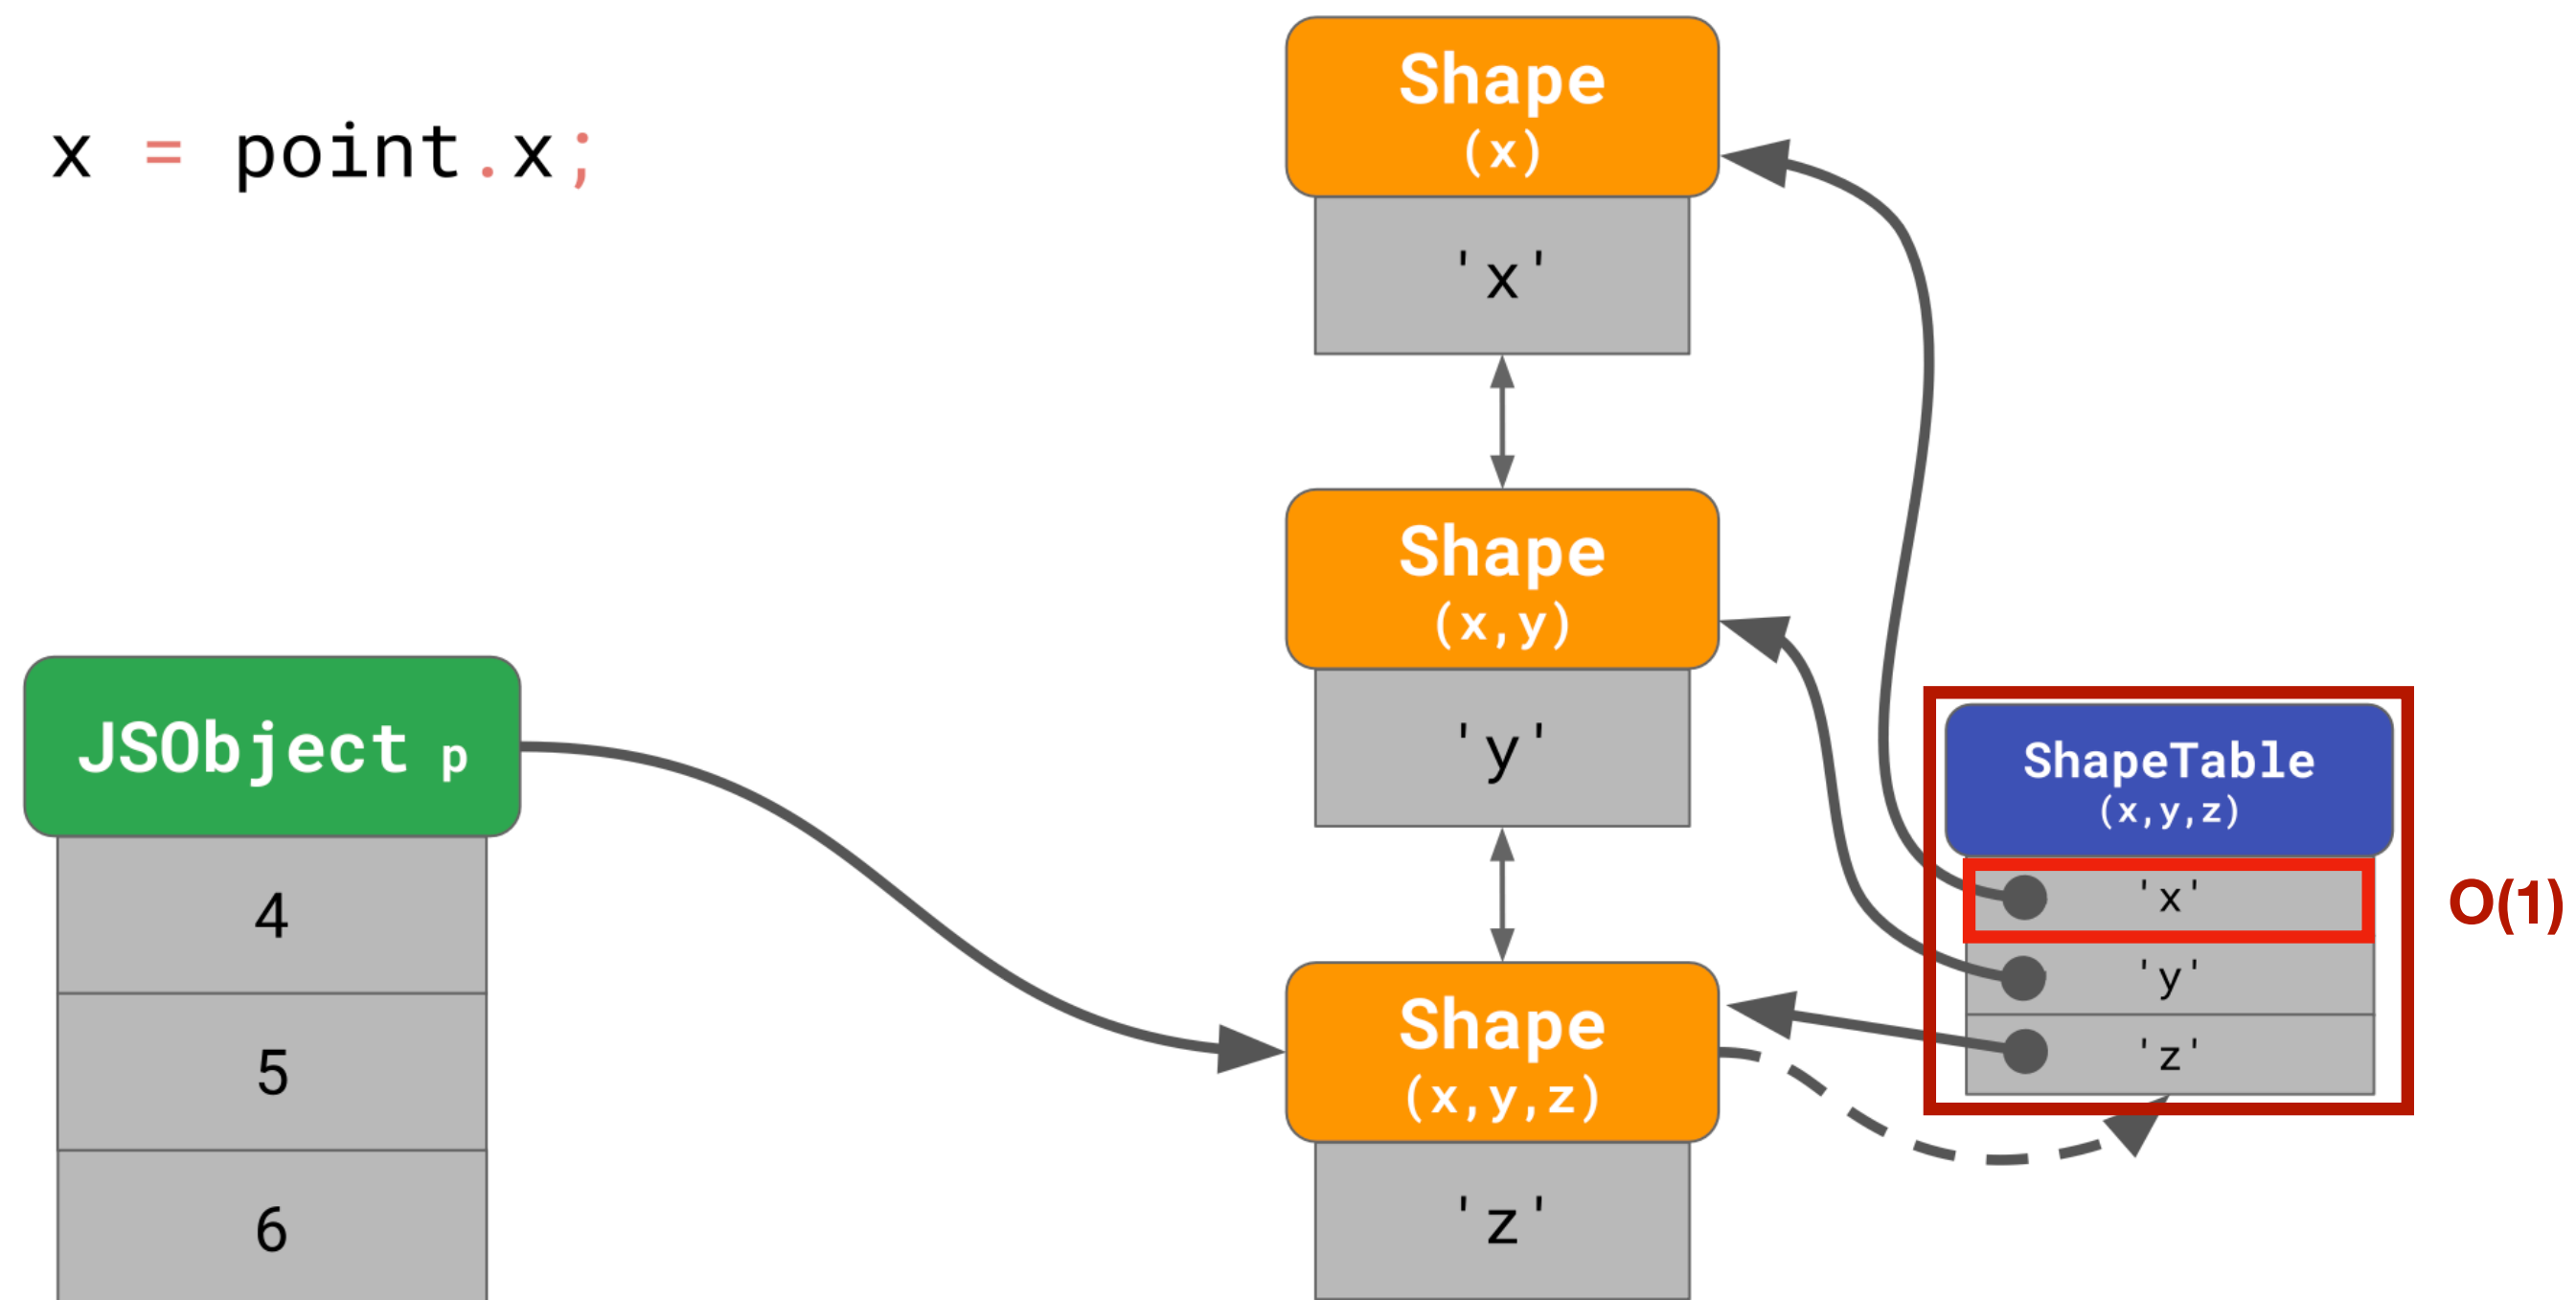 x = point.x;
Shape
(x)
'x'
Shape
(x,y)
'y'
Shape
(x,y,z)
'z'
JSObject p
4
5
6
ShapeTable
(x,y,z)
'x'
'y'
'z'
O(1)